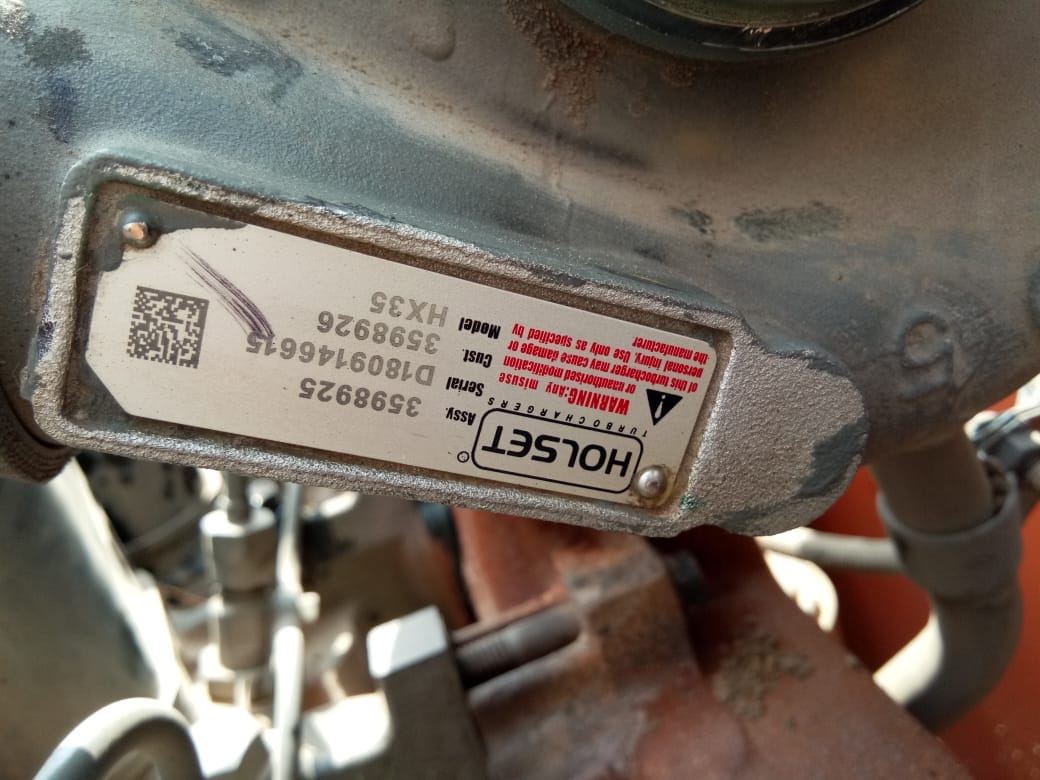 HOLSET®
TURBOCHARGERS
WARNING: Any misuse
or unauthorised modification
of this turbocharger may cause damage or
personal injury. Use only as specified by
the manufacturer
Assy. 3598925
Serial D1809146615
Cust. 3598926
Model HX35